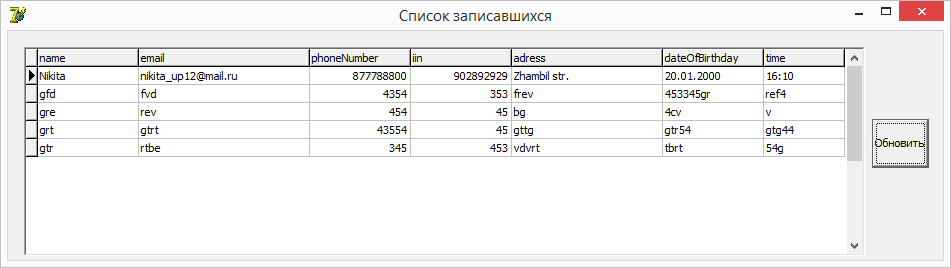 Список записавшихся
name email phoneNumber iin adress dateOfBirthday time
Nikita nikita_up12@mail.ru 877788800 902892929 Zhambil str. 20.01.2000 16:10
gfd fvd 4354 353 frev 453345gr ref4
gre rev 454 45 bg 4cv v
grt gtrt 43554 45 gttg gtr54 gtg44
gtr rtbe 345 453 vdvrt tbrt 54g
Обновить